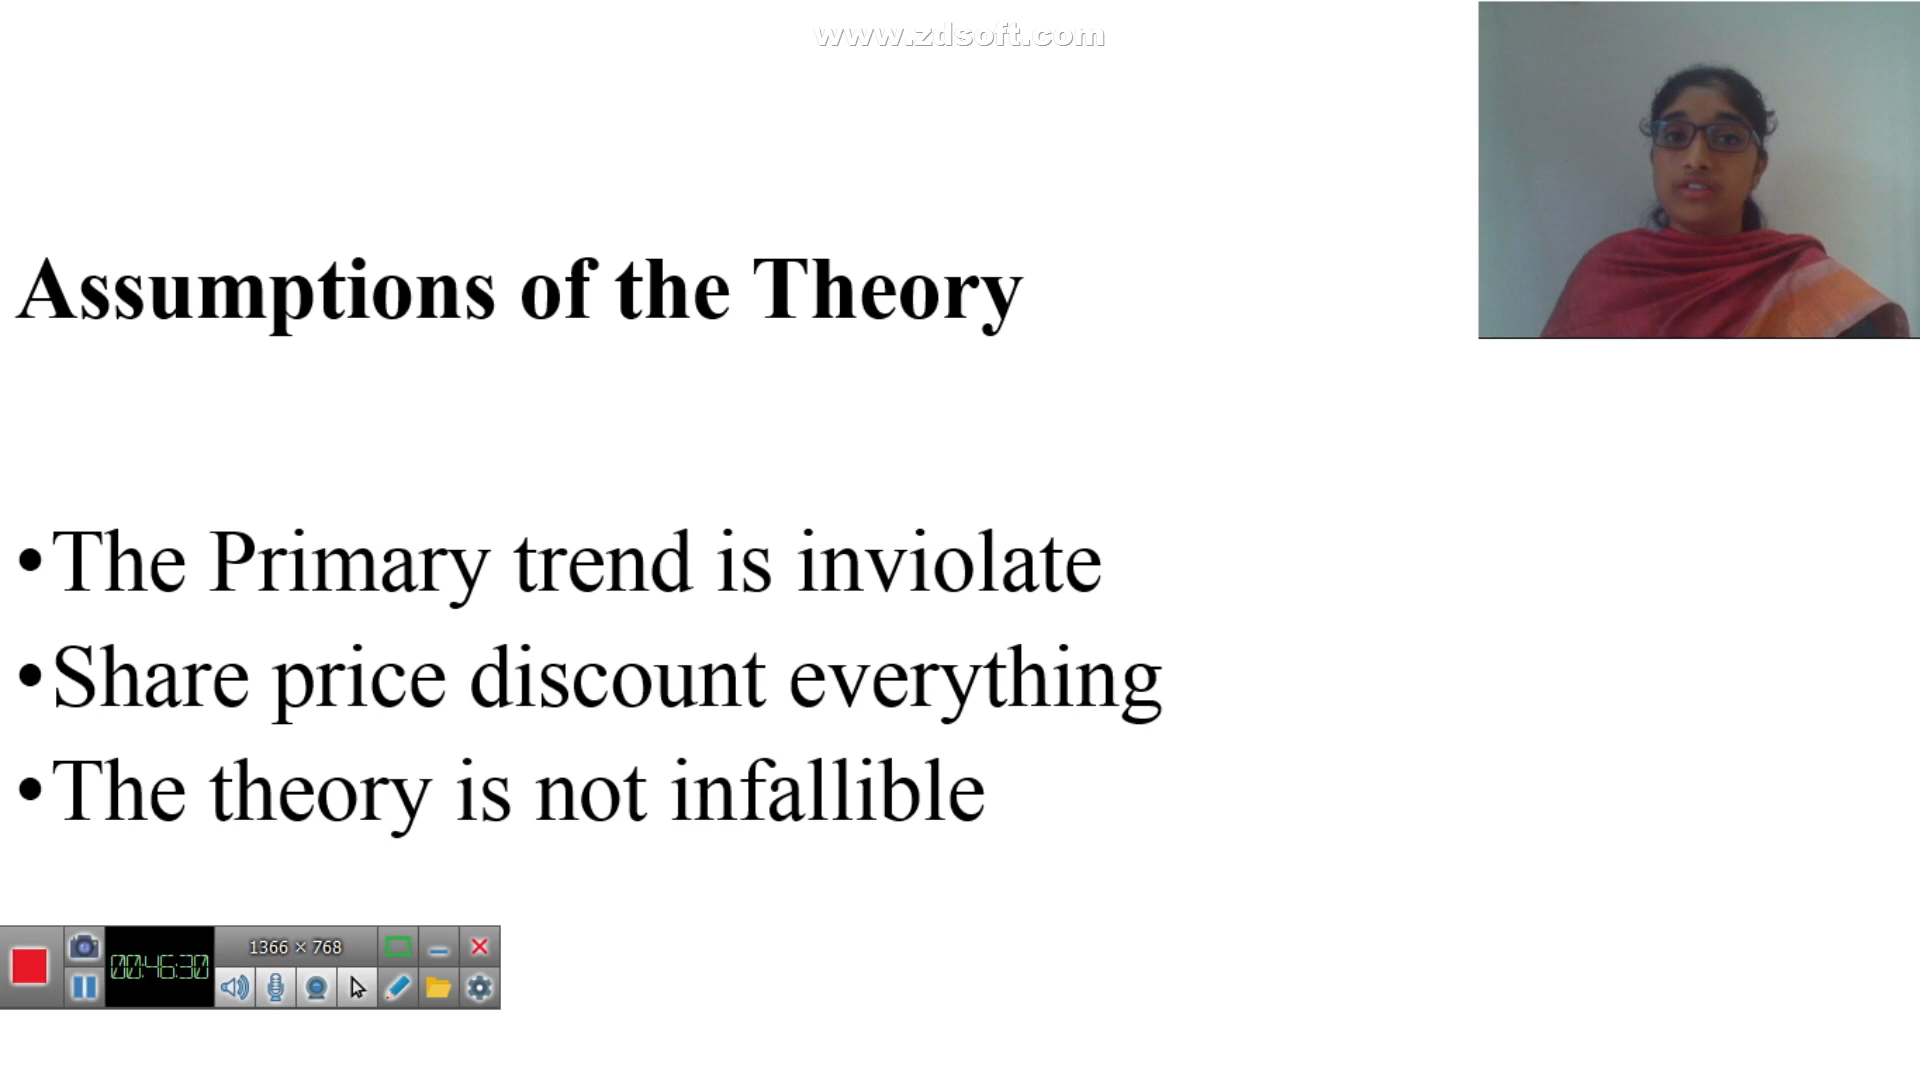 www.zdsoft.com
Assumptions of the Theory
•The Primary trend is inviolate
•Share price discount everything
•The theory is not infallible
1366 × 768
00:46:30